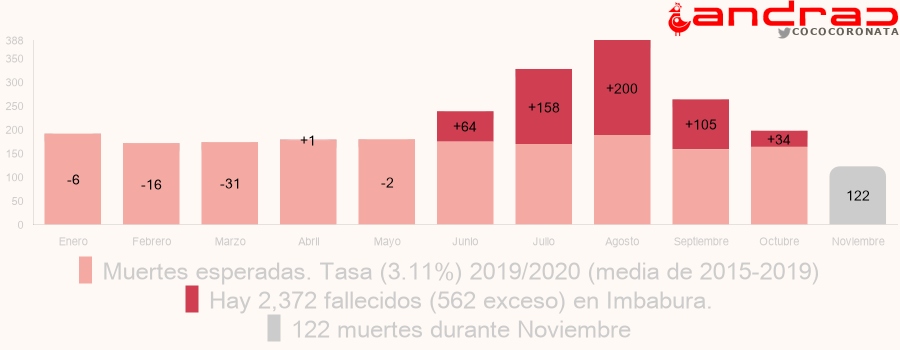 andrac
COCOCORONATA
388
350
300
250
200
150
100
50
0
-6
-16
-31
+1
-2
+64
+158
+200
+105
+34
122
Enero
Febrero
Marzo
Abril
Mayo
Junio
Julio
Agosto
Septiembre
Octubre
Noviembre
Muertes esperadas. Tasa (3.11%) 2019/2020 (media de 2015-2019)
Hay 2,372 fallecidos (562 exceso) en Imbabura.
122 muertes durante Noviembre